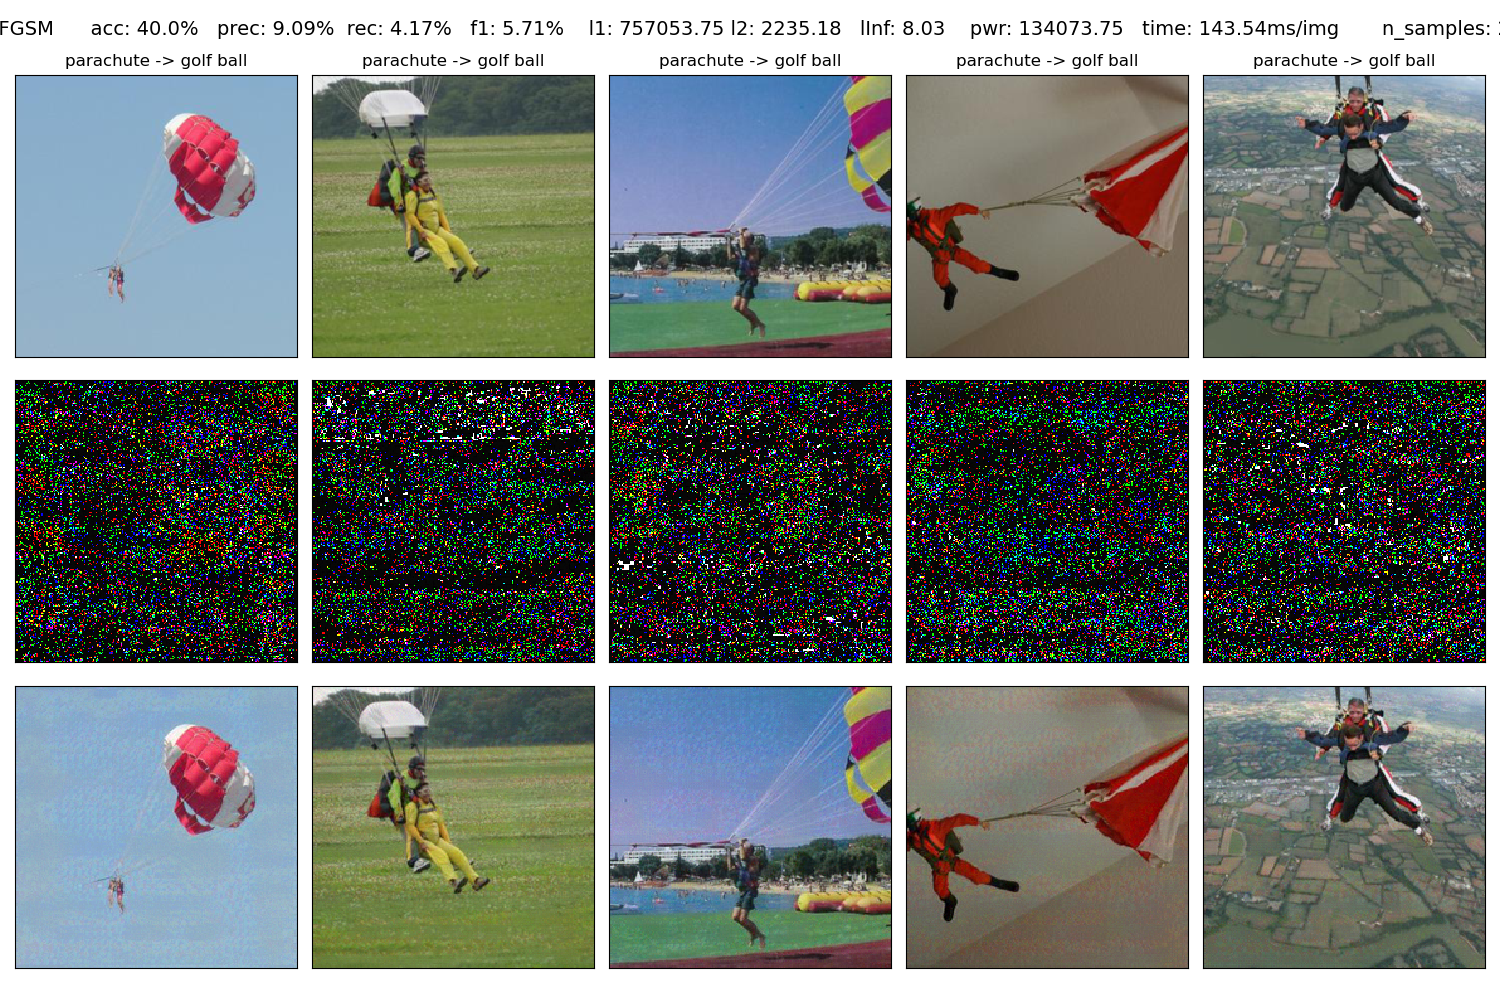 FGSM acc: 40.0% prec: 9.09% rec: 4.17% f1: 5.71% l1: 757053.75 l2: 2235.18 lInf: 8.03 pwr: 134073.75 time: 143.54ms/img n_samples:
parachute -> golf ball parachute -> golf ball parachute -> golf ball parachute -> golf ball parachute -> golf ball